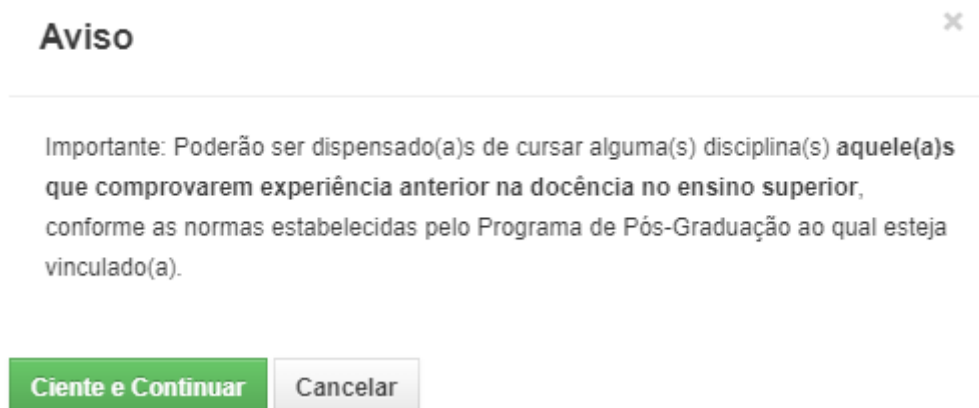 Aviso
Importante: Poderão ser dispensado(a)s de cursar alguma(s) disciplina(s) aquele(a)s
que comprovarem experiência anterior na docência no ensino superior,
conforme as normas estabelecidas pelo Programa de Pós-Graduação ao qual esteja
vinculado(a).
Ciente e Continuar Cancelar